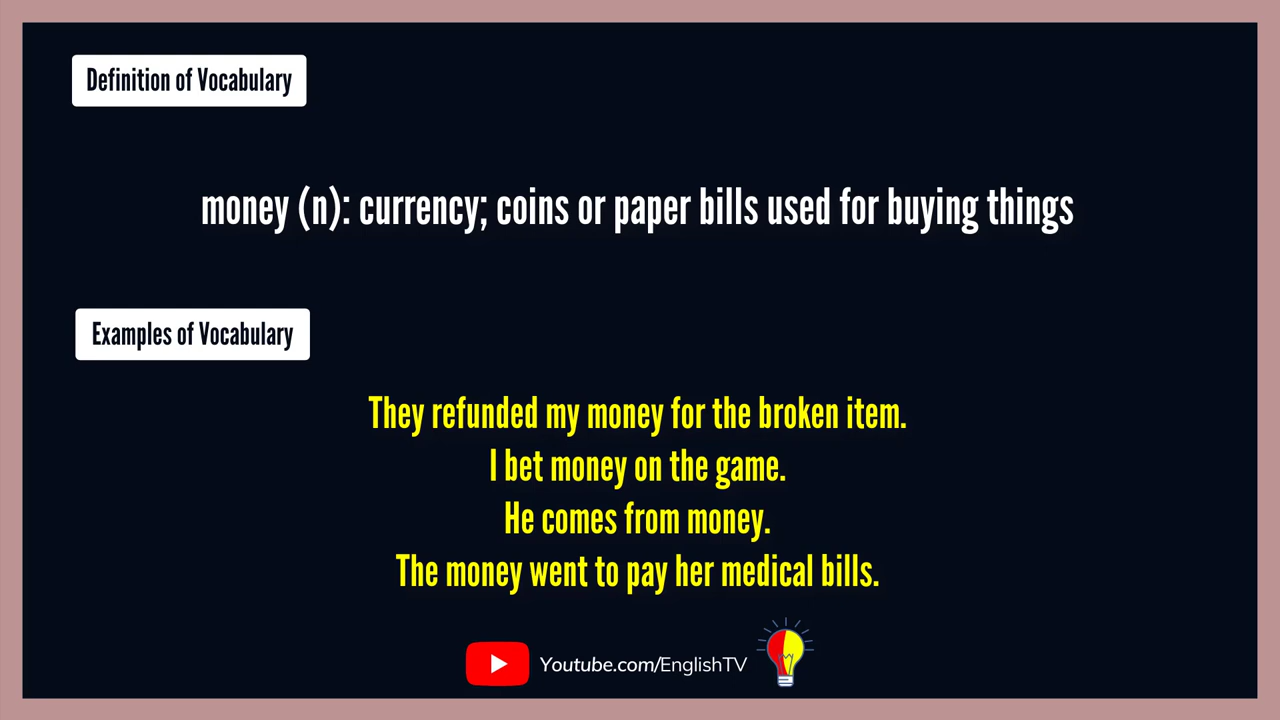 Definition of Vocabulary
money (n): currency; coins or paper bills used for buying things
Examples of Vocabulary
They refunded my money for the broken item.
I bet money on the game.
He comes from money.
The money went to pay her medical bills.
Youtube.com/EnglishTV